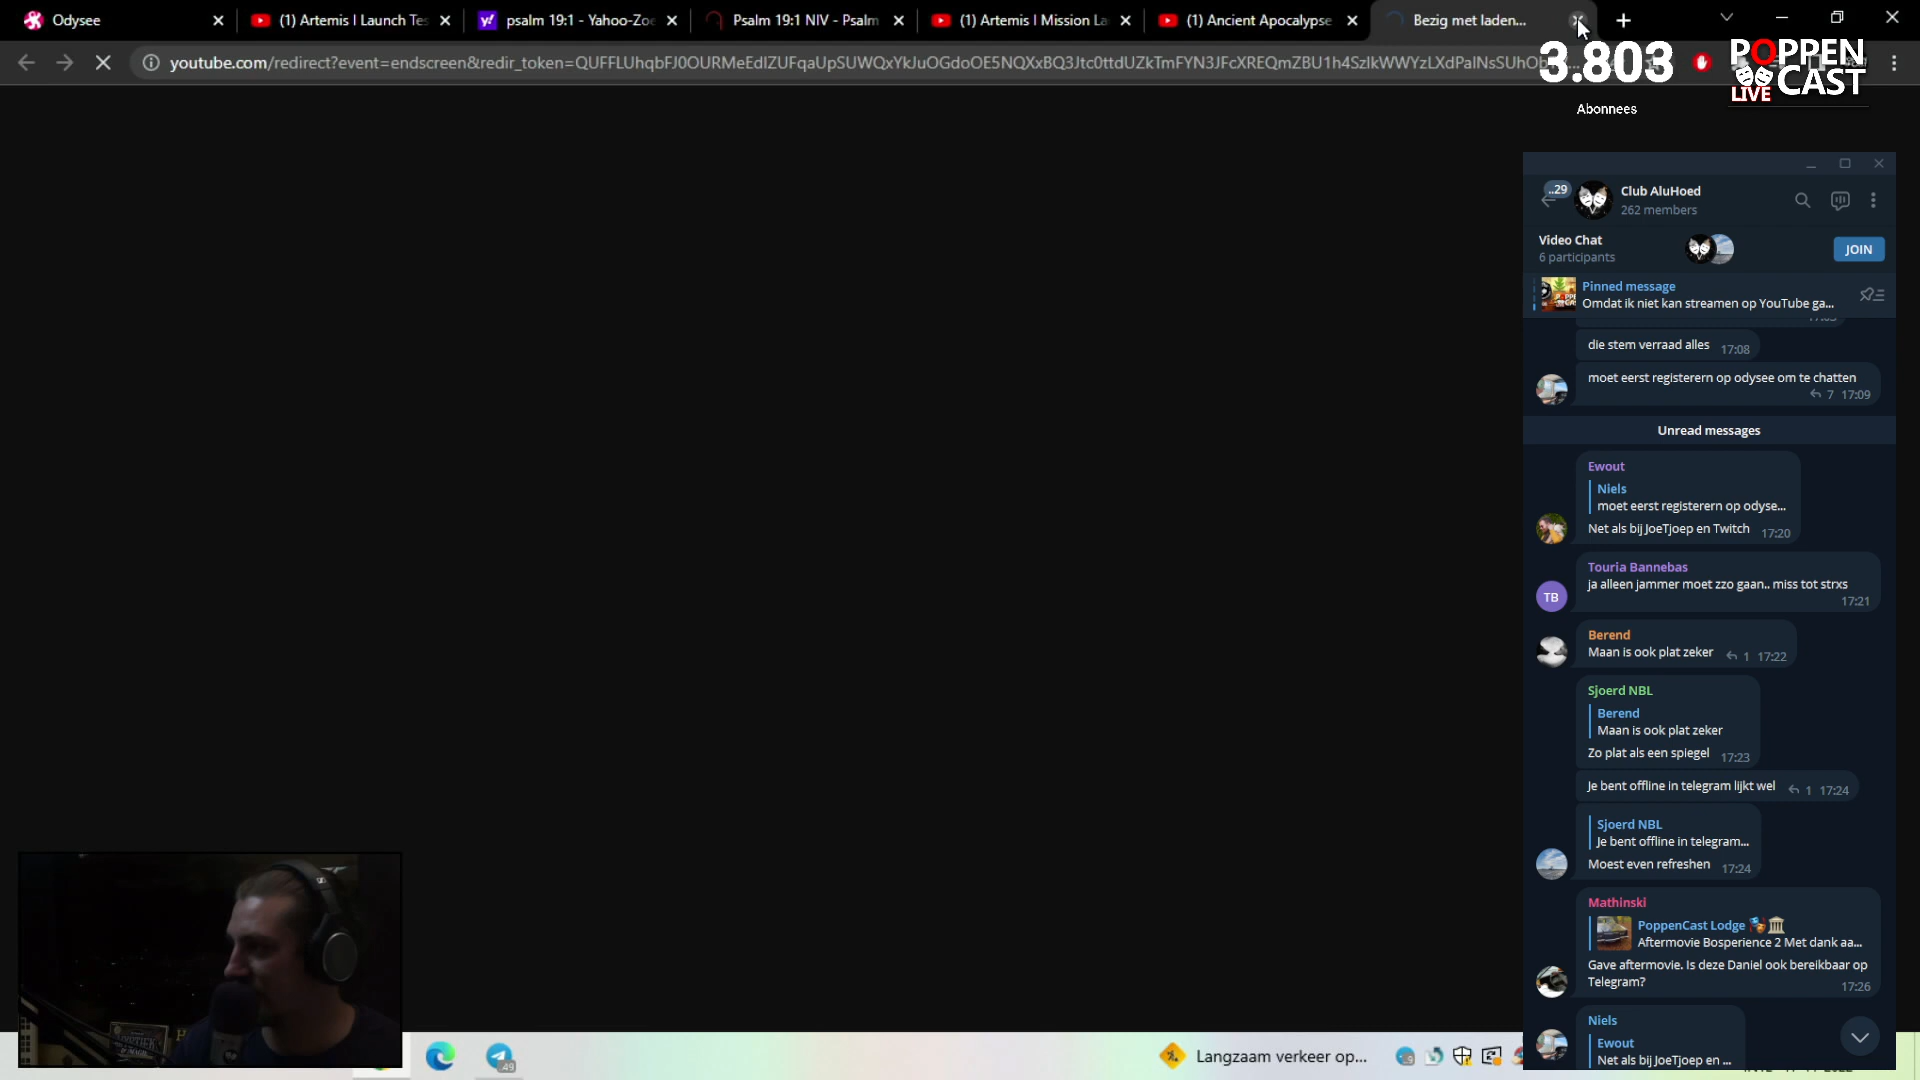 Odysee
(1) Artemis I Launch Tes
psalm 19:1 - Yahoo-Zoe
Psalm 19:1 NIV - Psalm
(1) Artemis I Mission La
(1) Ancient Apocalypse
Bezig met laden...
3.803
Abonnees
POPPEN
CAST
LIVE
Club AluHoed
..29
262 members
Video Chat
6 participants
JOIN
Pinned message
Omdat ik niet kan streamen op YouTube ga...
die stem verraad alles 17:08
moet eerst registerern op odysee om te chatten
7 17:09
Unread messages
Ewout
Niels
moet eerst registerern op odyse...
Net als bij JoeTjoep en Twitch 17:20
Touria Bannebas
TB
ja alleen jammer moet zzo gaan.. miss tot strxs
17:21
Berend
Maan is ook plat zeker 1 17:22
Sjoerd NBL
Berend
Maan is ook plat zeker
Zo plat als een spiegel 17:23
Je bent offline in telegram lijkt wel 1 17:24
Sjoerd NBL
Je bent offline in telegram...
Moest even refreshen 17:24
Mathinski
PoppenCast Lodge
Aftermovie Bosperience 2 Met dank aa...
Gave aftermovie. Is deze Daniel ook bereikbaar op
Telegram?
17:26
Niels
Ewout
Net als bij JoeTjoep en ...
49
Langzaam verkeer op...